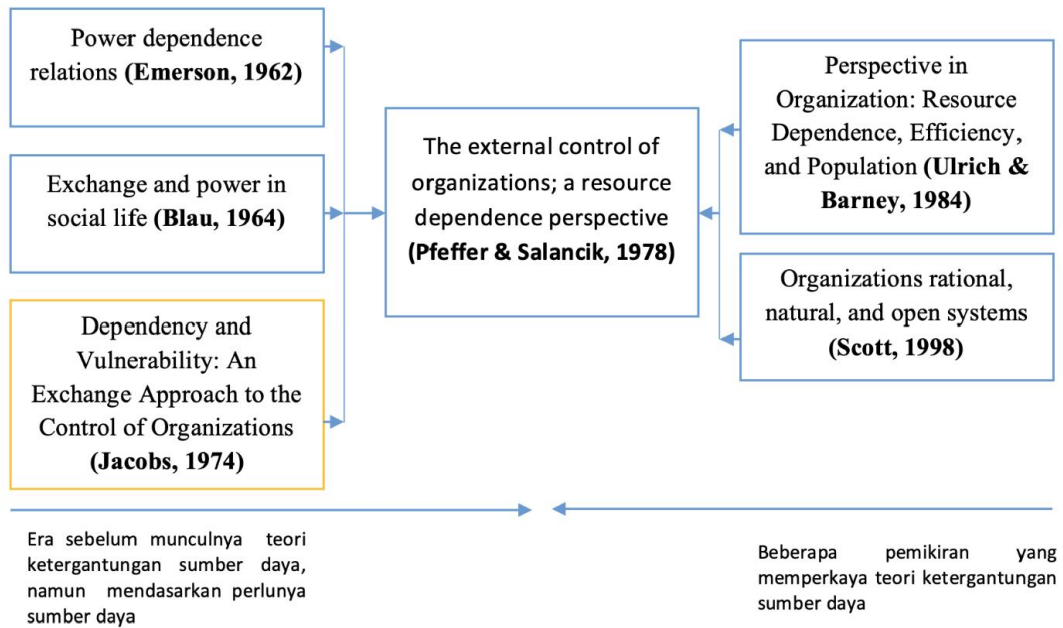 Power dependence
relations (Emerson, 1962)
Exchange and power in
social life (Blau, 1964)
Dependency and
Vulnerability: An
Exchange Approach to the
Control of Organizations
(Jacobs, 1974)
The external control of
organizations; a resource
dependence perspective
(Pfeffer & Salancik, 1978)
Perspective in
Organization: Resource
Dependence, Efficiency,
and Population (Ulrich &
Barney, 1984)
Organizations rational,
natural, and open systems
(Scott, 1998)
Era sebelum munculnya teori
ketergantungan sumber daya,
namun mendasarkan perlunya
sumber daya
Beberapa pemikiran yang
memperkaya teori ketergantungan
sumber daya